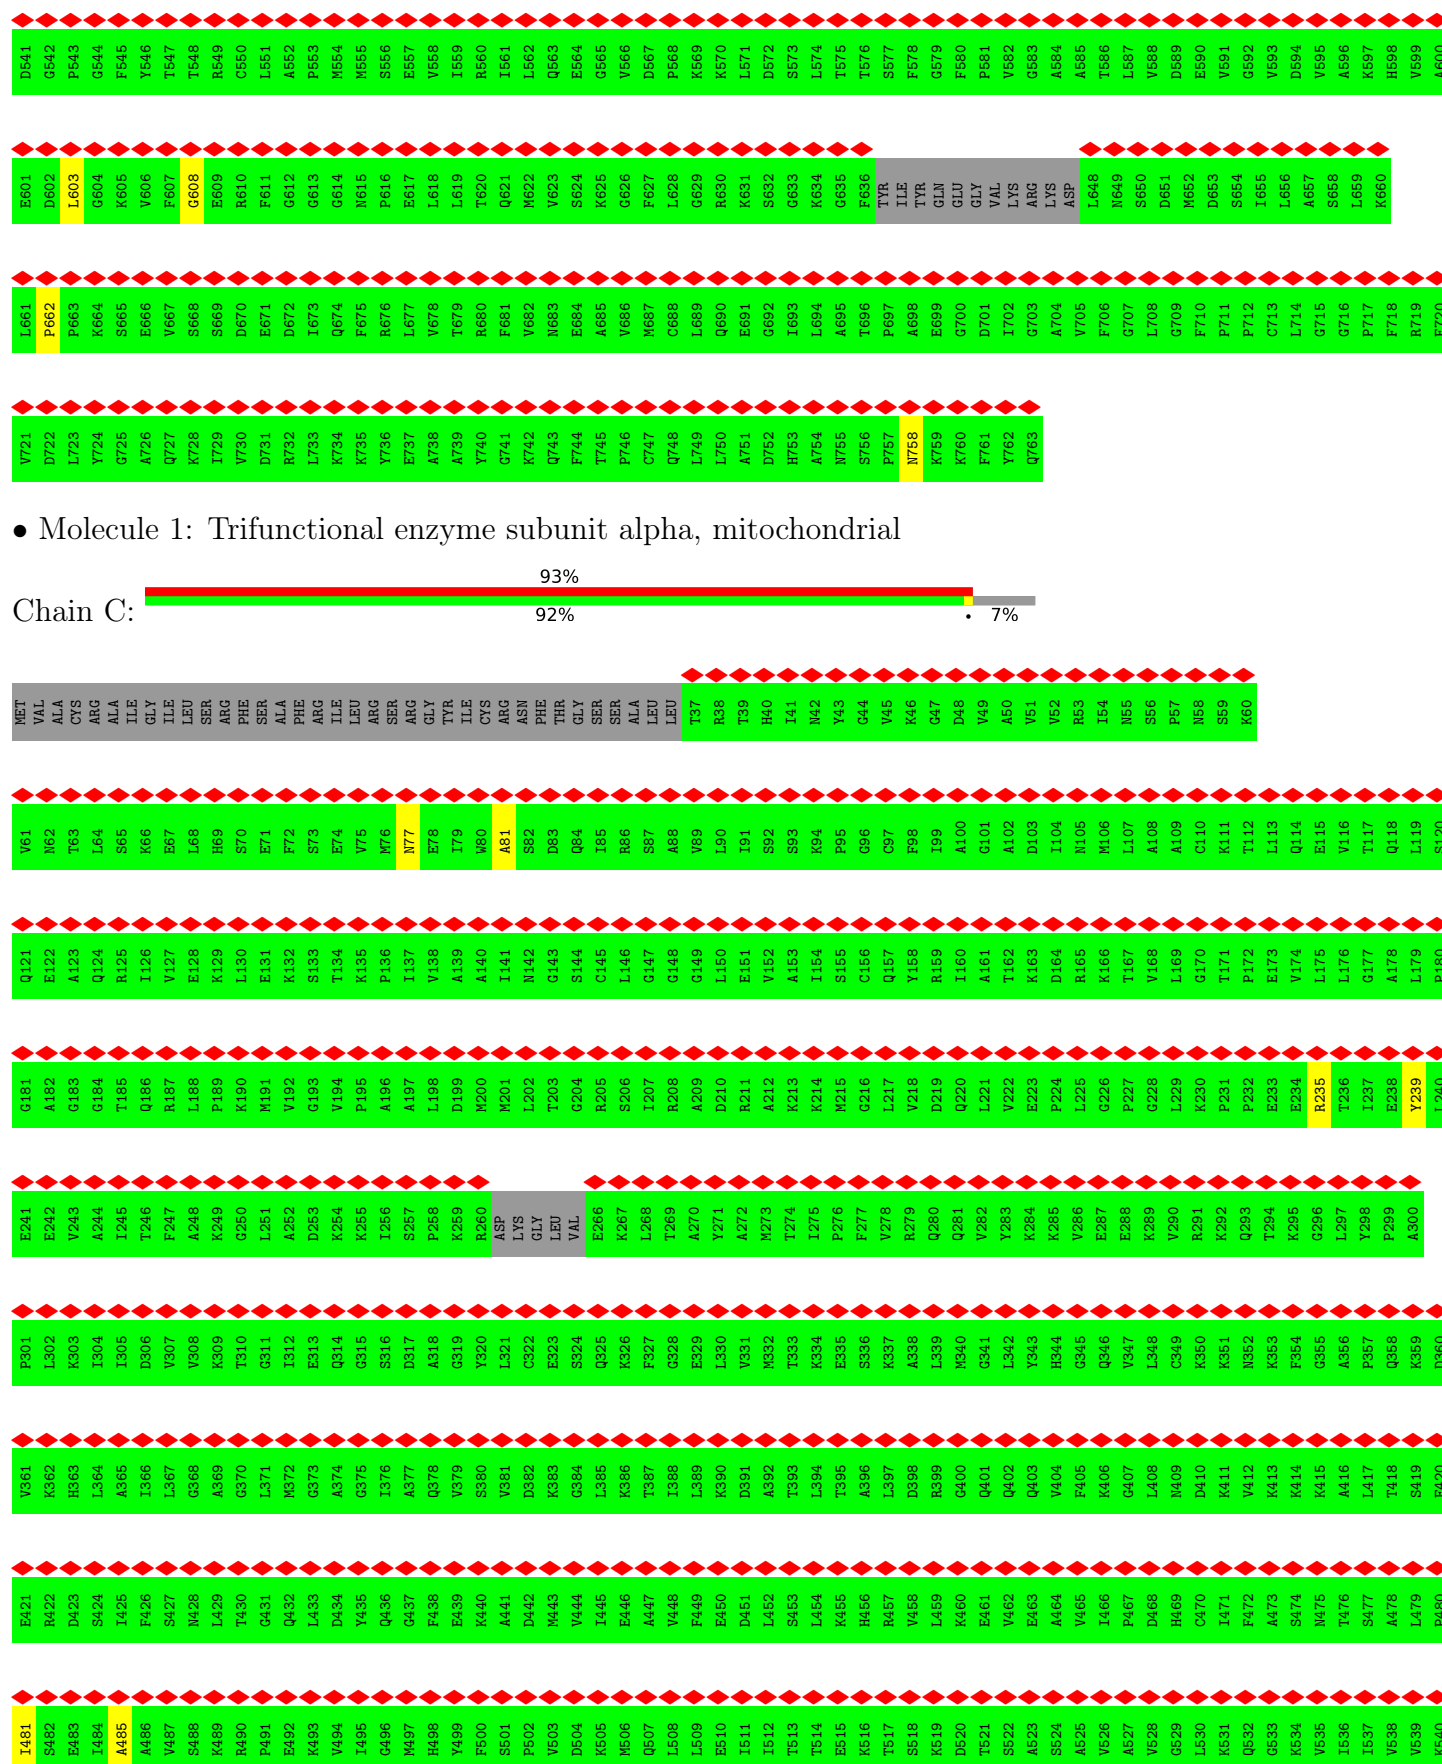 D541 G542 P543 G544 F545 Y546 T547 T548 R549 C550 L551 A552 P553 M554 M555 S556 E557 V558 I559 R560 I561 L562 Q563 E564 G565 V566 D567 P568 K569 K570 L571 D572 S573 L574 T575 T576 S577 F578 G579 F580 P581 V582 G583 A584 A585 T586 L587 V588 D589 E590 V591 G592 V593 D594 V595 A596 K597 H598 V599 A600
E601 D602 L603 G604 K605 V606 F607 G608 E609 R610 F611 G612 G613 G614 N615 P616 E617 L618 L619 T620 Q621 M622 V623 S624 K625 G626 F627 L628 G629 R630 K631 S632 G633 K634 G635 F636 TYR ILE TYR GLN GLU GLY VAL LYS ARG LYS ASP L648 N649 S650 D651 M652 D653 S654 I655 L656 A657 S658 L659 K660
L661 P662 P663 K664 S665 E666 V667 S668 S669 D670 E671 D672 I673 Q674 F675 R676 L677 V678 T679 R680 F681 V682 N683 E684 A685 V686 M687 C688 L689 Q690 E691 G692 I693 L694 A695 T696 P697 A698 E699 G700 D701 I702 G703 A704 V705 F706 G707 L708 G709 F710 P711 P712 C713 L714 G715 G716 P717 F718 R719 F720
V721 D722 L723 Y724 G725 A726 Q727 K728 I729 V730 D731 R732 L733 K734 K735 Y736 E737 A738 A739 Y740 G741 K742 Q743 F744 T745 P746 C747 Q748 L749 L750 A751 D752 H753 A754 N755 S756 P757 N758 K759 K760 F761 Y762 Q763
• Molecule 1: Trifunctional enzyme subunit alpha, mitochondrial
93%
Chain C:
92% • 7%
MET VAL ALA CYS ARG ALA ILE GLY ILE LEU SER ARG PHE SER ALA PHE ARG ILE LEU ARG SER ARG GLY TYR ILE CYS ARG ASN PHE THR GLY SER SER ALA LEU LEU T37 R38 T39 H40 I41 N42 Y43 G44 V45 K46 G47 D48 V49 A50 V51 V52 R53 I54 N55 S56 P57 N58 S59 K60
V61 N62 T63 L64 S65 K66 E67 L68 H69 S70 E71 F72 S73 E74 V75 M76 N77 E78 I79 W80 A81 S82 D83 Q84 I85 R86 S87 A88 V89 L90 I91 S92 S93 K94 P95 G96 C97 F98 I99 A100 G101 A102 D103 I104 N105 M106 L107 A108 A109 C110 K111 T112 L113 Q114 E115 V116 T117 Q118 L119 S120
Q121 E122 A123 Q124 R125 I126 V127 E128 K129 L130 E131 K132 S133 T134 K135 P136 I137 V138 A139 A140 I141 N142 G143 S144 C145 L146 G147 G148 G149 L150 E151 V152 A153 I154 S155 C156 Q157 Y158 R159 I160 A161 T162 K163 D164 R165 K166 T167 V168 L169 G170 T171 P172 E173 V174 L175 L176 G177 A178 L179 P180
G181 A182 G183 G184 T185 Q186 R187 L188 P189 K190 M191 V192 G193 V194 P195 A196 A197 L198 D199 M200 M201 L202 T203 G204 R205 S206 I207 R208 A209 D210 R211 A212 K213 K214 M215 G216 L217 V218 D219 Q220 L221 V222 E223 P224 L225 G226 P227 G228 L229 K230 P231 P232 E233 E234 R235 T236 I237 E238 Y239 L240
E241 E242 V243 A244 I245 T246 F247 A248 K249 G250 L251 A252 D253 K254 K255 I256 S257 P258 K259 R260 ASP LYS GLY LEU VAL E266 K267 L268 T269 A270 Y271 A272 M273 T274 I275 P276 F277 V278 R279 Q280 Q281 V282 Y283 K284 K285 V286 E287 E288 K289 V290 R291 K292 Q293 T294 K295 G296 L297 Y298 P299 A300
P301 L302 K303 I304 I305 D306 V307 V308 K309 T310 G311 I312 E313 Q314 G315 S316 D317 A318 G319 Y320 L321 C322 E323 S324 Q325 K326 F327 G328 E329 L330 V331 M332 T333 K334 E335 S336 K337 A338 L339 M340 G341 L342 Y343 H344 G345 Q346 V347 L348 C349 K350 K351 N352 K353 F354 G355 A356 P357 Q358 K359 D360
V361 K362 H363 L364 A365 I366 L367 G368 A369 G370 L371 M372 G373 A374 G375 I376 A377 Q378 V379 S380 V381 D382 K383 G384 L385 K386 T387 I388 L389 K390 D391 A392 T393 L394 T395 A396 L397 D398 R399 G400 Q401 Q402 Q403 V404 F405 K406 G407 L408 N409 D410 K411 V412 K413 K414 K415 A416 L417 T418 S419 F420
E421 R422 D423 S424 I425 F426 S427 N428 L429 T430 G431 Q432 L433 D434 Y435 Q436 G437 F438 E439 K440 A441 D442 M443 V444 I445 E446 A447 V448 F449 E450 D451 L452 S453 L454 K455 H456 R457 V458 L459 K460 E461 V462 E463 A464 V465 I466 P467 D468 H469 C470 I471 F472 A473 S474 N475 T476 S477 A478 L479 P480
I481 S482 E483 I484 A485 A486 V487 S488 K489 R490 P491 E492 K493 V494 I495 G496 M497 H498 Y499 F500 S501 P502 V503 D504 K505 M506 Q507 L508 L509 E510 I511 I512 T513 T514 E515 K516 T517 S518 K519 D520 T521 S522 A523 S524 A525 V526 A527 V528 G529 L530 K531 Q532 G533 K534 V535 I536 I537 V538 V539 K540